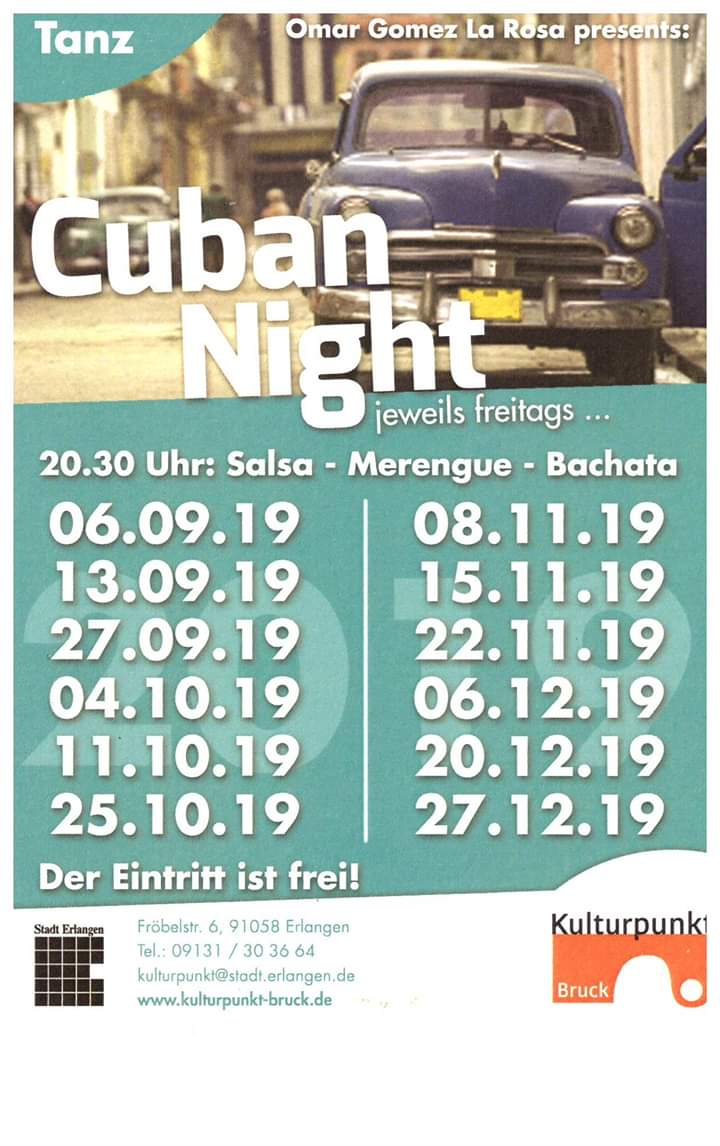 Tanz
Omar Gomez La Rosa presents:
Cuban
Night
jeweils freitags ...
20.30 Uhr: Salsa - Merengue - Bachata
2019
06.09.19
13.09.19
27.09.19
04.10.19
11.10.19
25.10.19
08.11.19
15.11.19
22.11.19
06.12.19
20.12.19
27.12.19
Der Eintritt ist frei!
Stadt Erlangen
Fröbelstr. 6, 91058 Erlangen
Tel.: 09131 / 30 36 64
kulturpunkt@stadt.erlangen.de
www.kulturpunkt-bruck.de
Kulturpunkt
Bruck